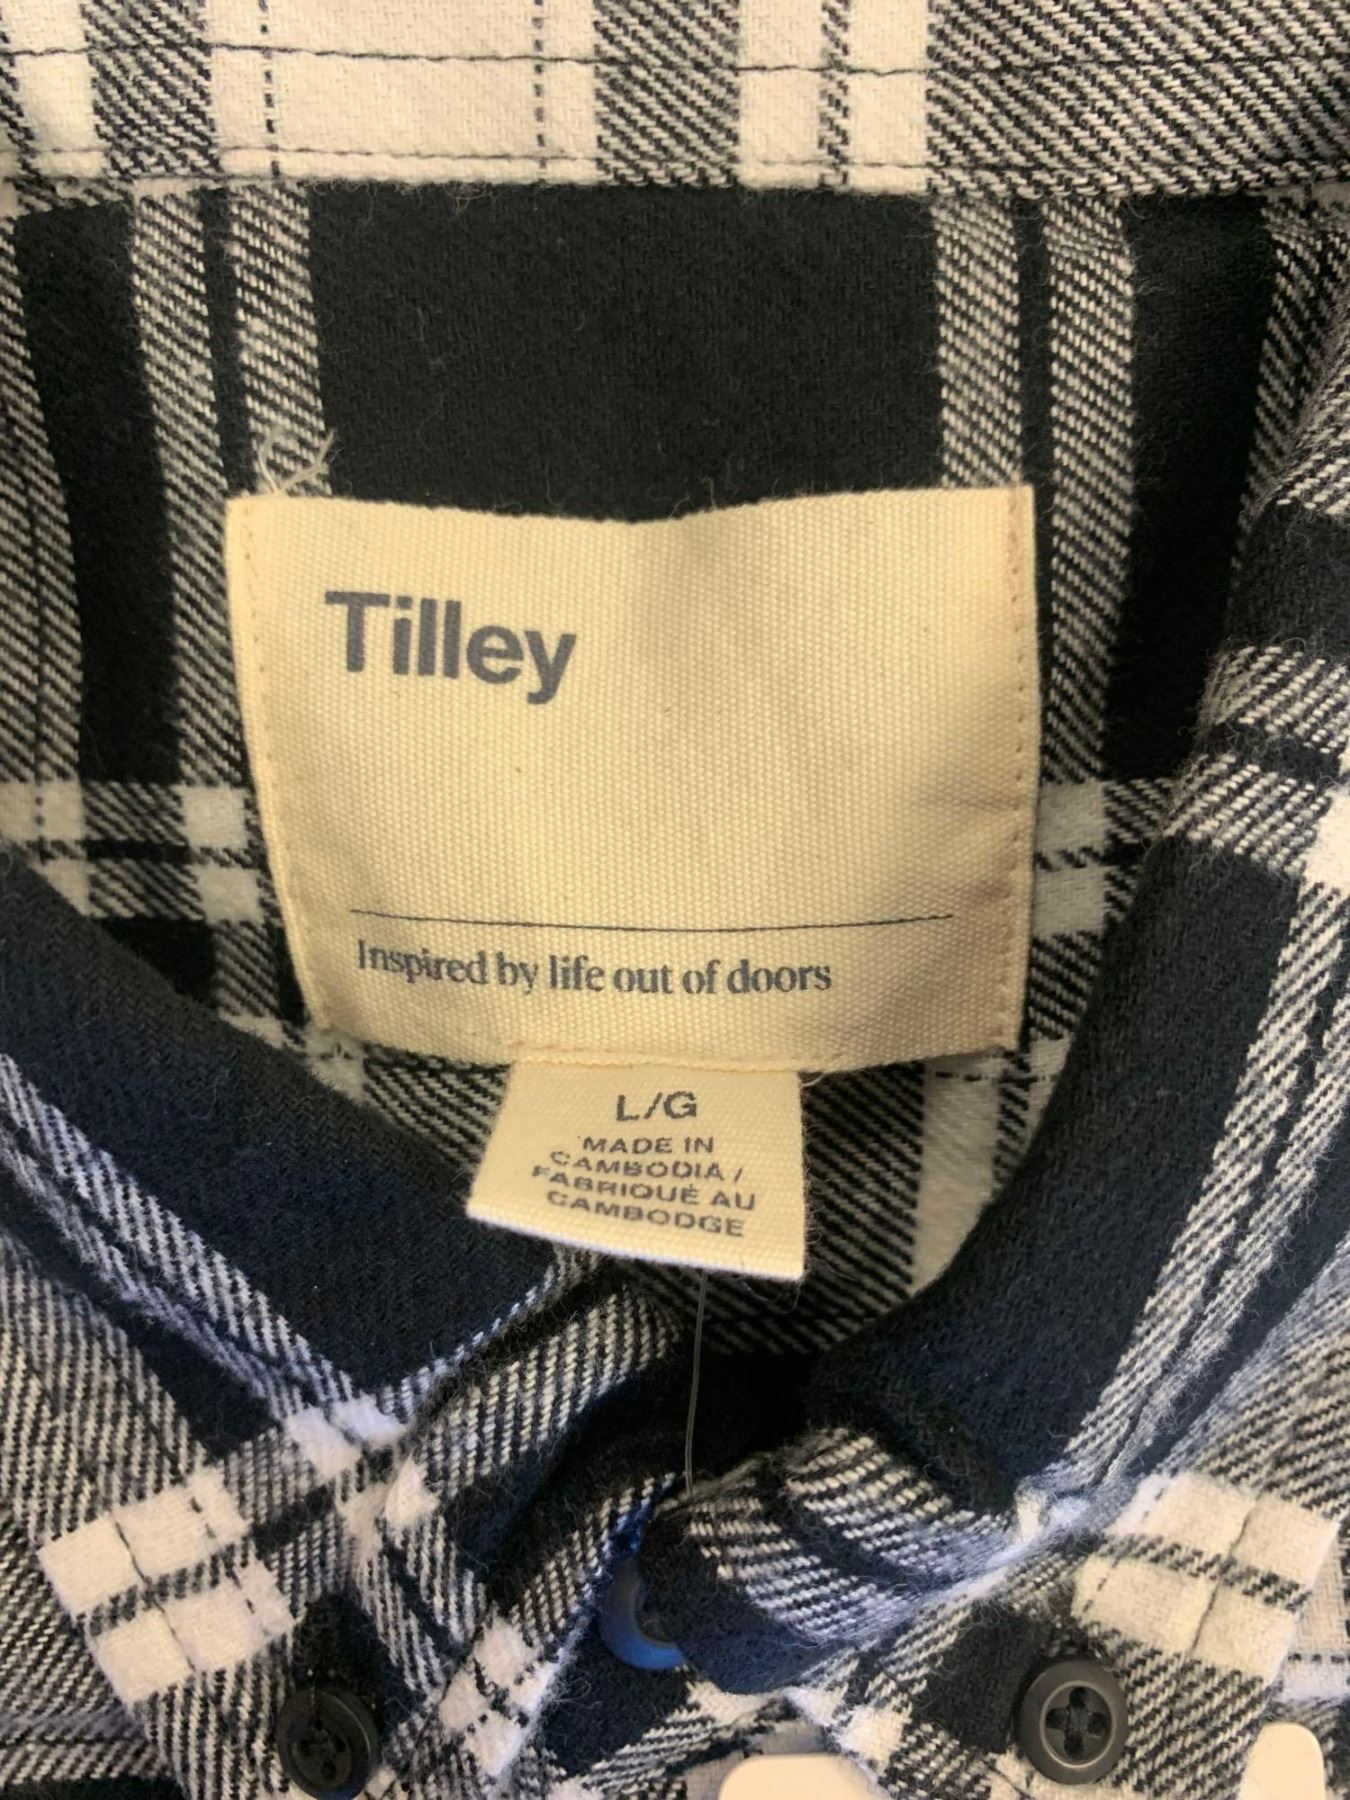 Tilley
Inspired by life out of doors
L/G
MADE IN
CAMBODIA /
FABRIQUÉ AU
CAMBODGE